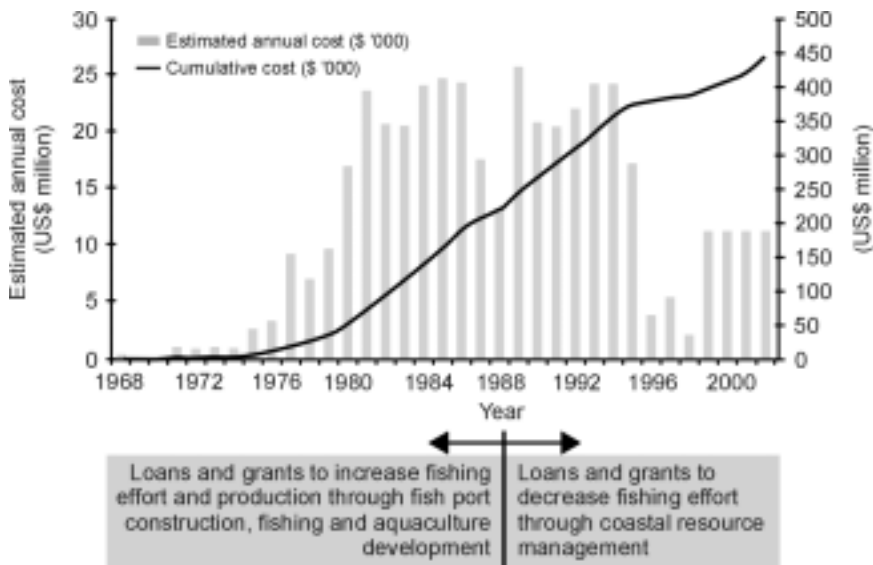 Estimated annual cost
(US$ million)
30
25
20
15
10
5
0
Estimated annual cost ($ '000)
Cumulative cost ($ '000)
500
450
400
350
300
250
200
150
100
50
0
(US$ million)
1968 1972 1976 1980 1984 1988 1992 1996 2000
Year
Loans and grants to increase fishing
effort and production through fish port
construction, fishing and aquaculture
development
Loans and grants to
decrease fishing effort
through coastal resource
management